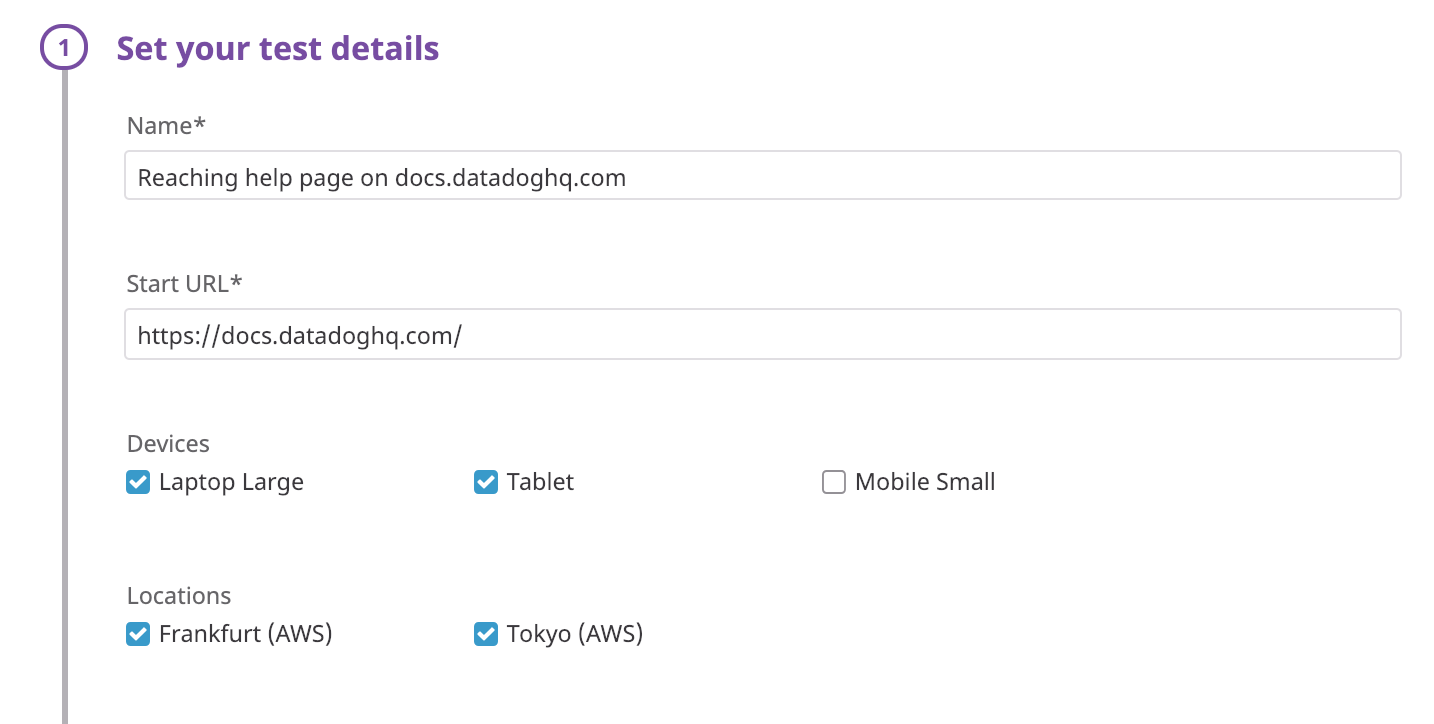 1 Set your test details
Name*
Reaching help page on docs.datadoghq.com
Start URL*
https://docs.datadoghq.com/
Devices
Laptop Large Tablet Mobile Small
Locations
Frankfurt (AWS) Tokyo (AWS)